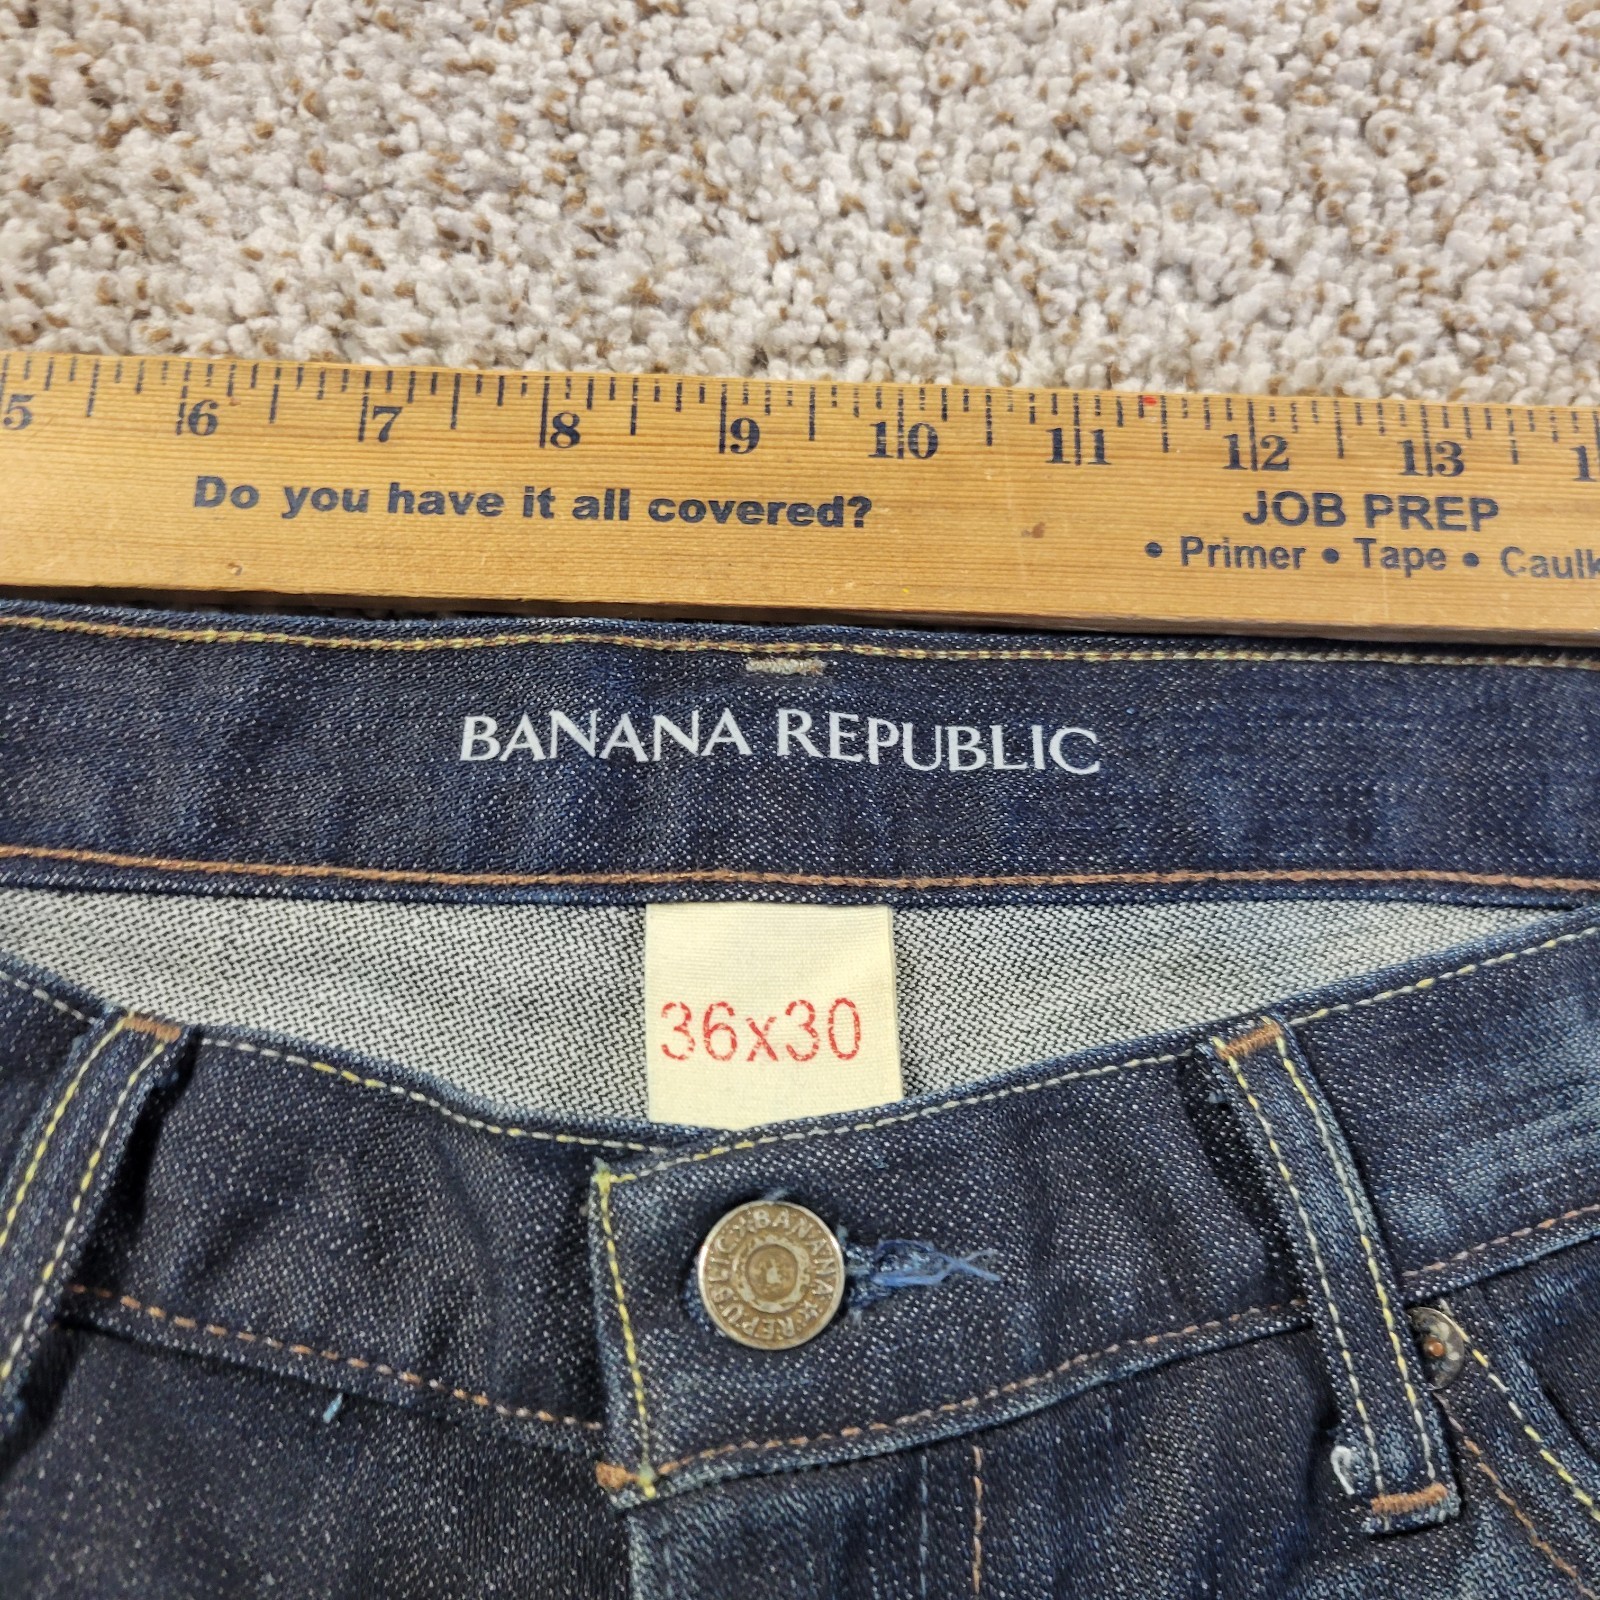 5 6 7 8 9 10 11 12 13 1
Do you have it all covered?
JOB PREP
• Primer • Tape • Caulk
BANANA REPUBLIC
36x30
BANANA REPUBLIC